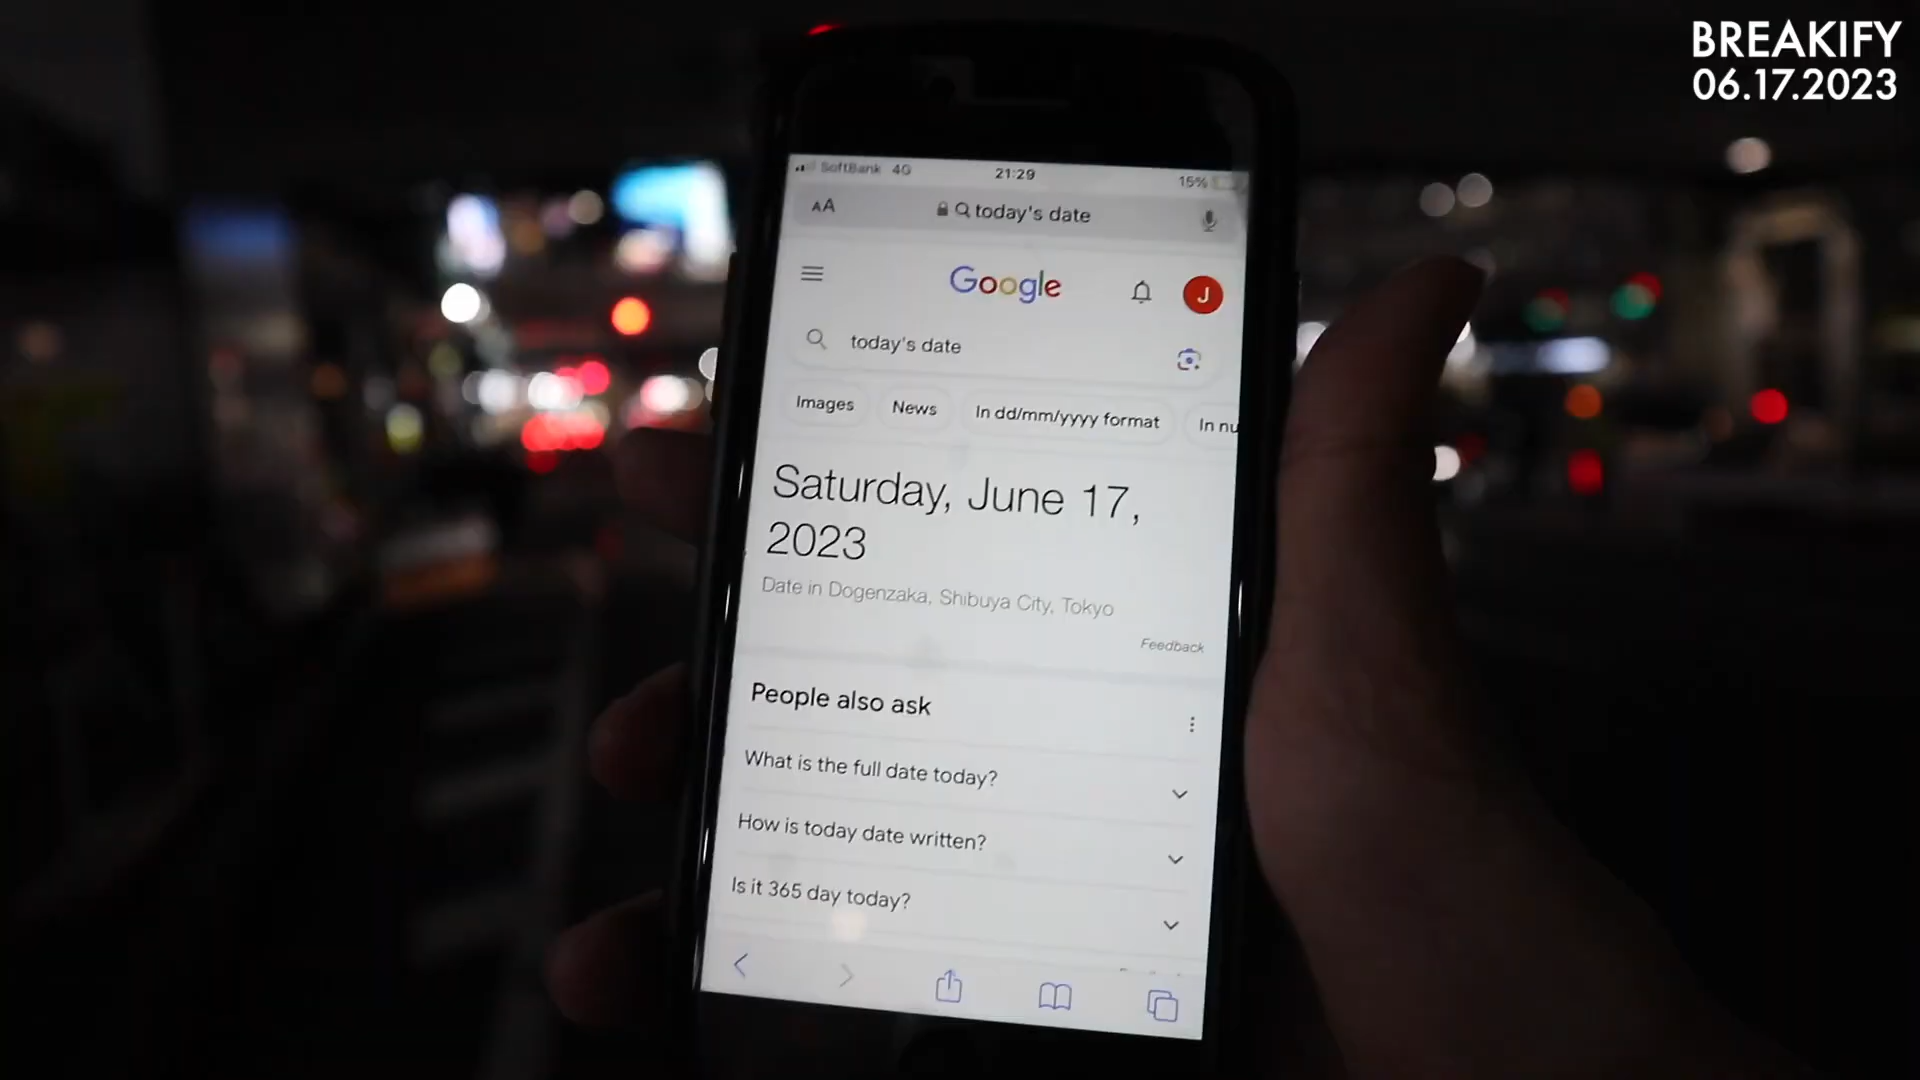 BREAKIFY
06.17.2023
SoftBank 4G 21:29 15%
AA today's date
Google J
today's date
Images News In dd/mm/yyyy format In nu
Saturday, June 17,
2023
Date in Dogenzaka, Shibuya City, Tokyo
Feedback
People also ask
What is the full date today?
How is today date written?
Is it 365 day today?